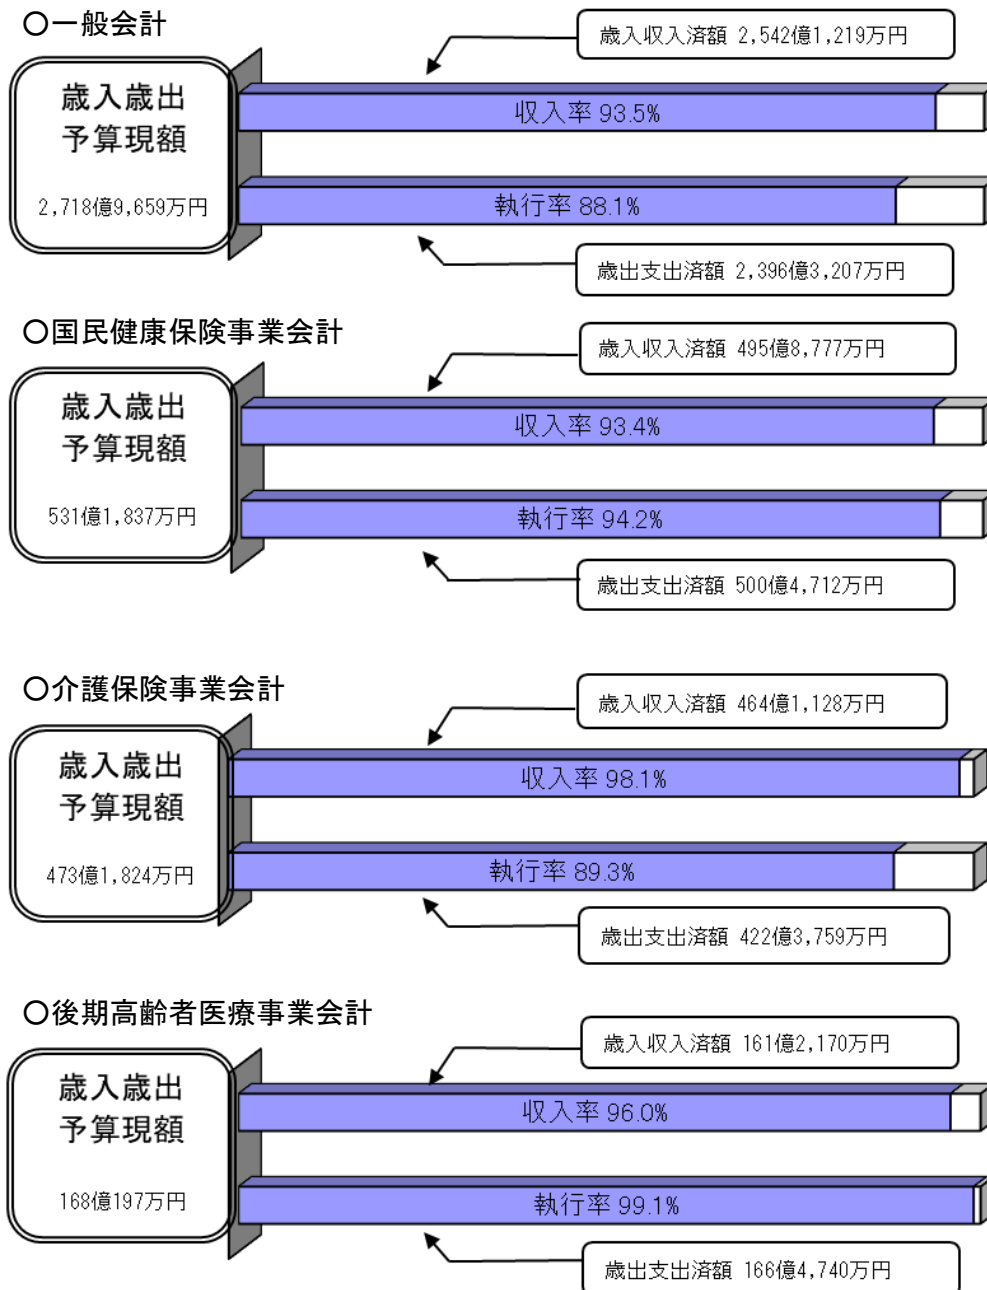 〇一般会計
歳入収入済額 2,542億1,219万円
歳入歳出
予算現額
2,718億9,659万円
収入率 93.5%
執行率 88.1%
歳出支出済額 2,396億3,207万円
〇国民健康保険事業会計
歳入収入済額 495億8,777万円
歳入歳出
予算現額
531億1,837万円
収入率 93.4%
執行率 94.2%
歳出支出済額 500億4,712万円
〇介護保険事業会計
歳入収入済額 464億1,128万円
歳入歳出
予算現額
473億1,824万円
収入率 98.1%
執行率 89.3%
歳出支出済額 422億3,759万円
〇後期高齢者医療事業会計
歳入収入済額 161億2,170万円
歳入歳出
予算現額
168億197万円
収入率 96.0%
執行率 99.1%
歳出支出済額 166億4,740万円